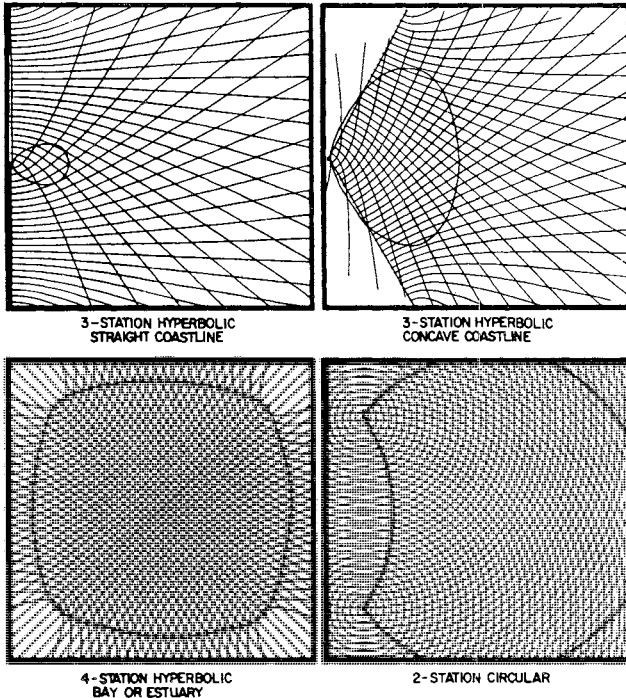 3-STATION HYPERBOLIC
STRAIGHT COASTLINE
3-STATION HYPERBOLIC
CONCAVE COASTLINE
4-STATION HYPERBOLIC
BAY OR ESTUARY
2-STATION CIRCULAR